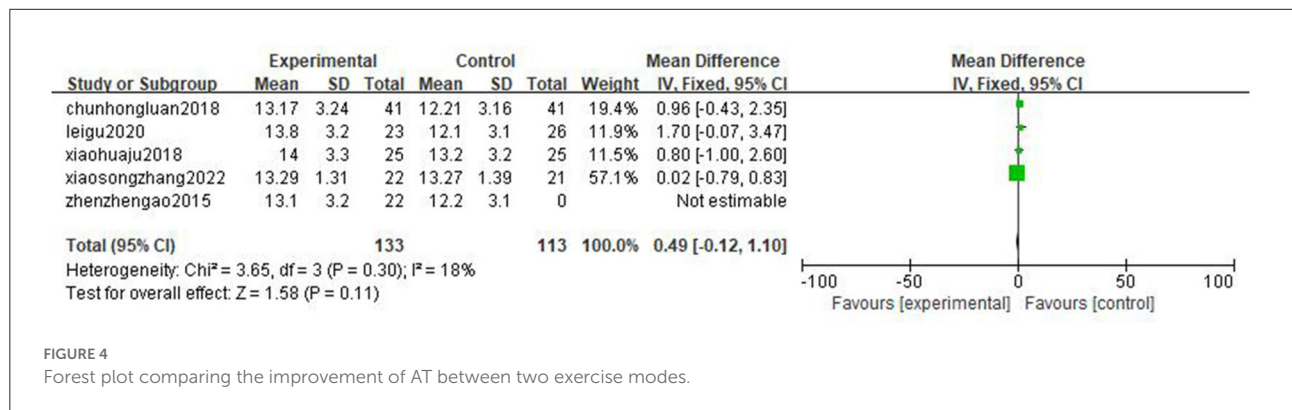 Experimental Control Mean Difference Mean Difference
Study or Subgroup Mean SD Total Mean SD Total Weight IV, Fixed, 95% CI IV, Fixed, 95% CI
chunhongluan2018 13.17 3.24 41 12.21 3.16 41 19.4% 0.96 [-0.43, 2.35]
leigu2020 13.8 3.2 23 12.1 3.1 26 11.9% 1.70 [-0.07, 3.47]
xiaohuaju2018 14 3.3 25 13.2 3.2 25 11.5% 0.80 [-1.00, 2.60]
xiaosongzhang2022 13.29 1.31 22 13.27 1.39 21 57.1% 0.02 [-0.79, 0.83]
zhenzhengao2015 13.1 3.2 22 12.2 3.1 0 Not estimable
Total (95% CI) 133 113 100.0% 0.49 [-0.12, 1.10]
Heterogeneity: Chi² = 3.65, df = 3 (P = 0.30); I² = 18%
Test for overall effect: Z = 1.58 (P = 0.11)
-100 -50 0 50 100
Favours [experimental] Favours [control]
FIGURE 4
Forest plot comparing the improvement of AT between two exercise modes.